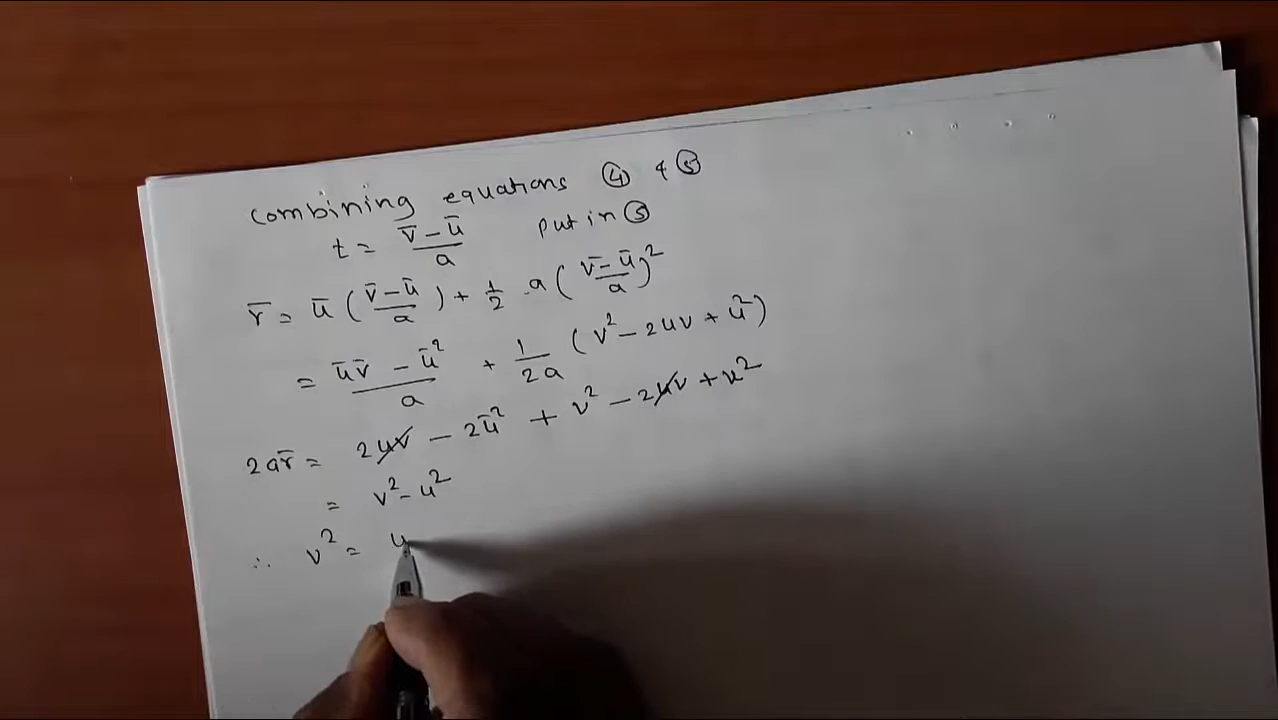 combining equations ④ & ⑤
t = v̄ - ū / a put in ⑤
r̄ = ū ( v̄ - ū / a ) + 1/2 . a ( v̄ - ū / a )²
= ūv̄ - ū² / a + 1/2a ( v² - 2uv + ū² )
2ar̄ = 2uv - 2ū² + v² - 2uv + u²
= v² - u²
∴ v² = u